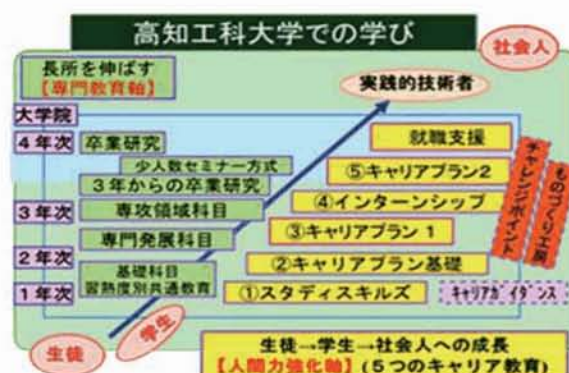 高知工科大学での学び
社会人
長所を伸ばす
【専門教育軸】
実践的技術者
大学院
4年次
卒業研究
就職支援
少人数セミナー方式
3年からの卒業研究
⑤キャリアプラン2
チャレンジポイント
ものづくり工房
3年次
専攻領域科目
④インターンシップ
専門発展科目
③キャリアプラン1
2年次
基礎科目
習熟度別共通教育
②キャリアプラン基礎
1年次
①スタディスキルズ
キャリアガイダンス
生徒
学生
生徒→学生→社会人への成長
【人間力強化軸】(5つのキャリア教育)